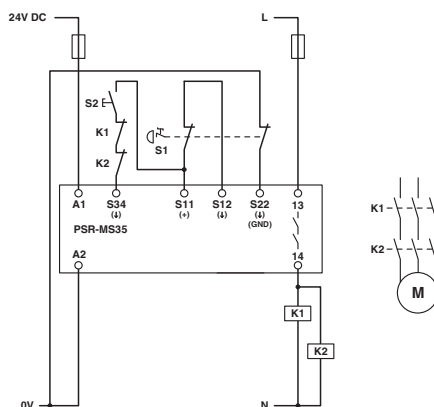 24V DC
L
S2
K1
S1
K2
A1
S34
S11
S12
S22
13
(↓)
(+)
(↓)
(↓)
(GND)
PSR-MS35
A2
14
K1
K2
K1
K2
M
0V
N